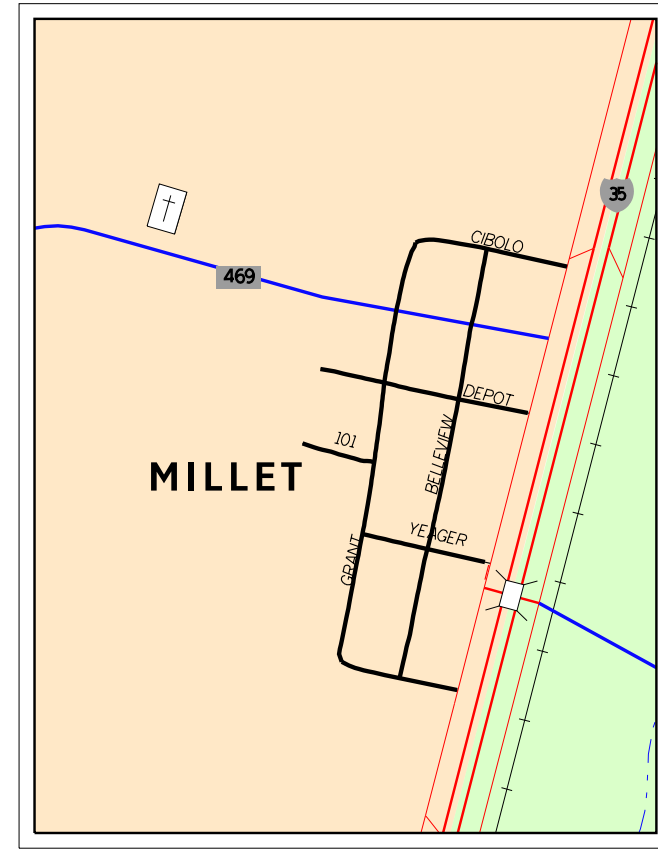 35
CIBOLO
469
DEPOT
101
BELLEVIEW
MILLET
YEAGER
GRANT